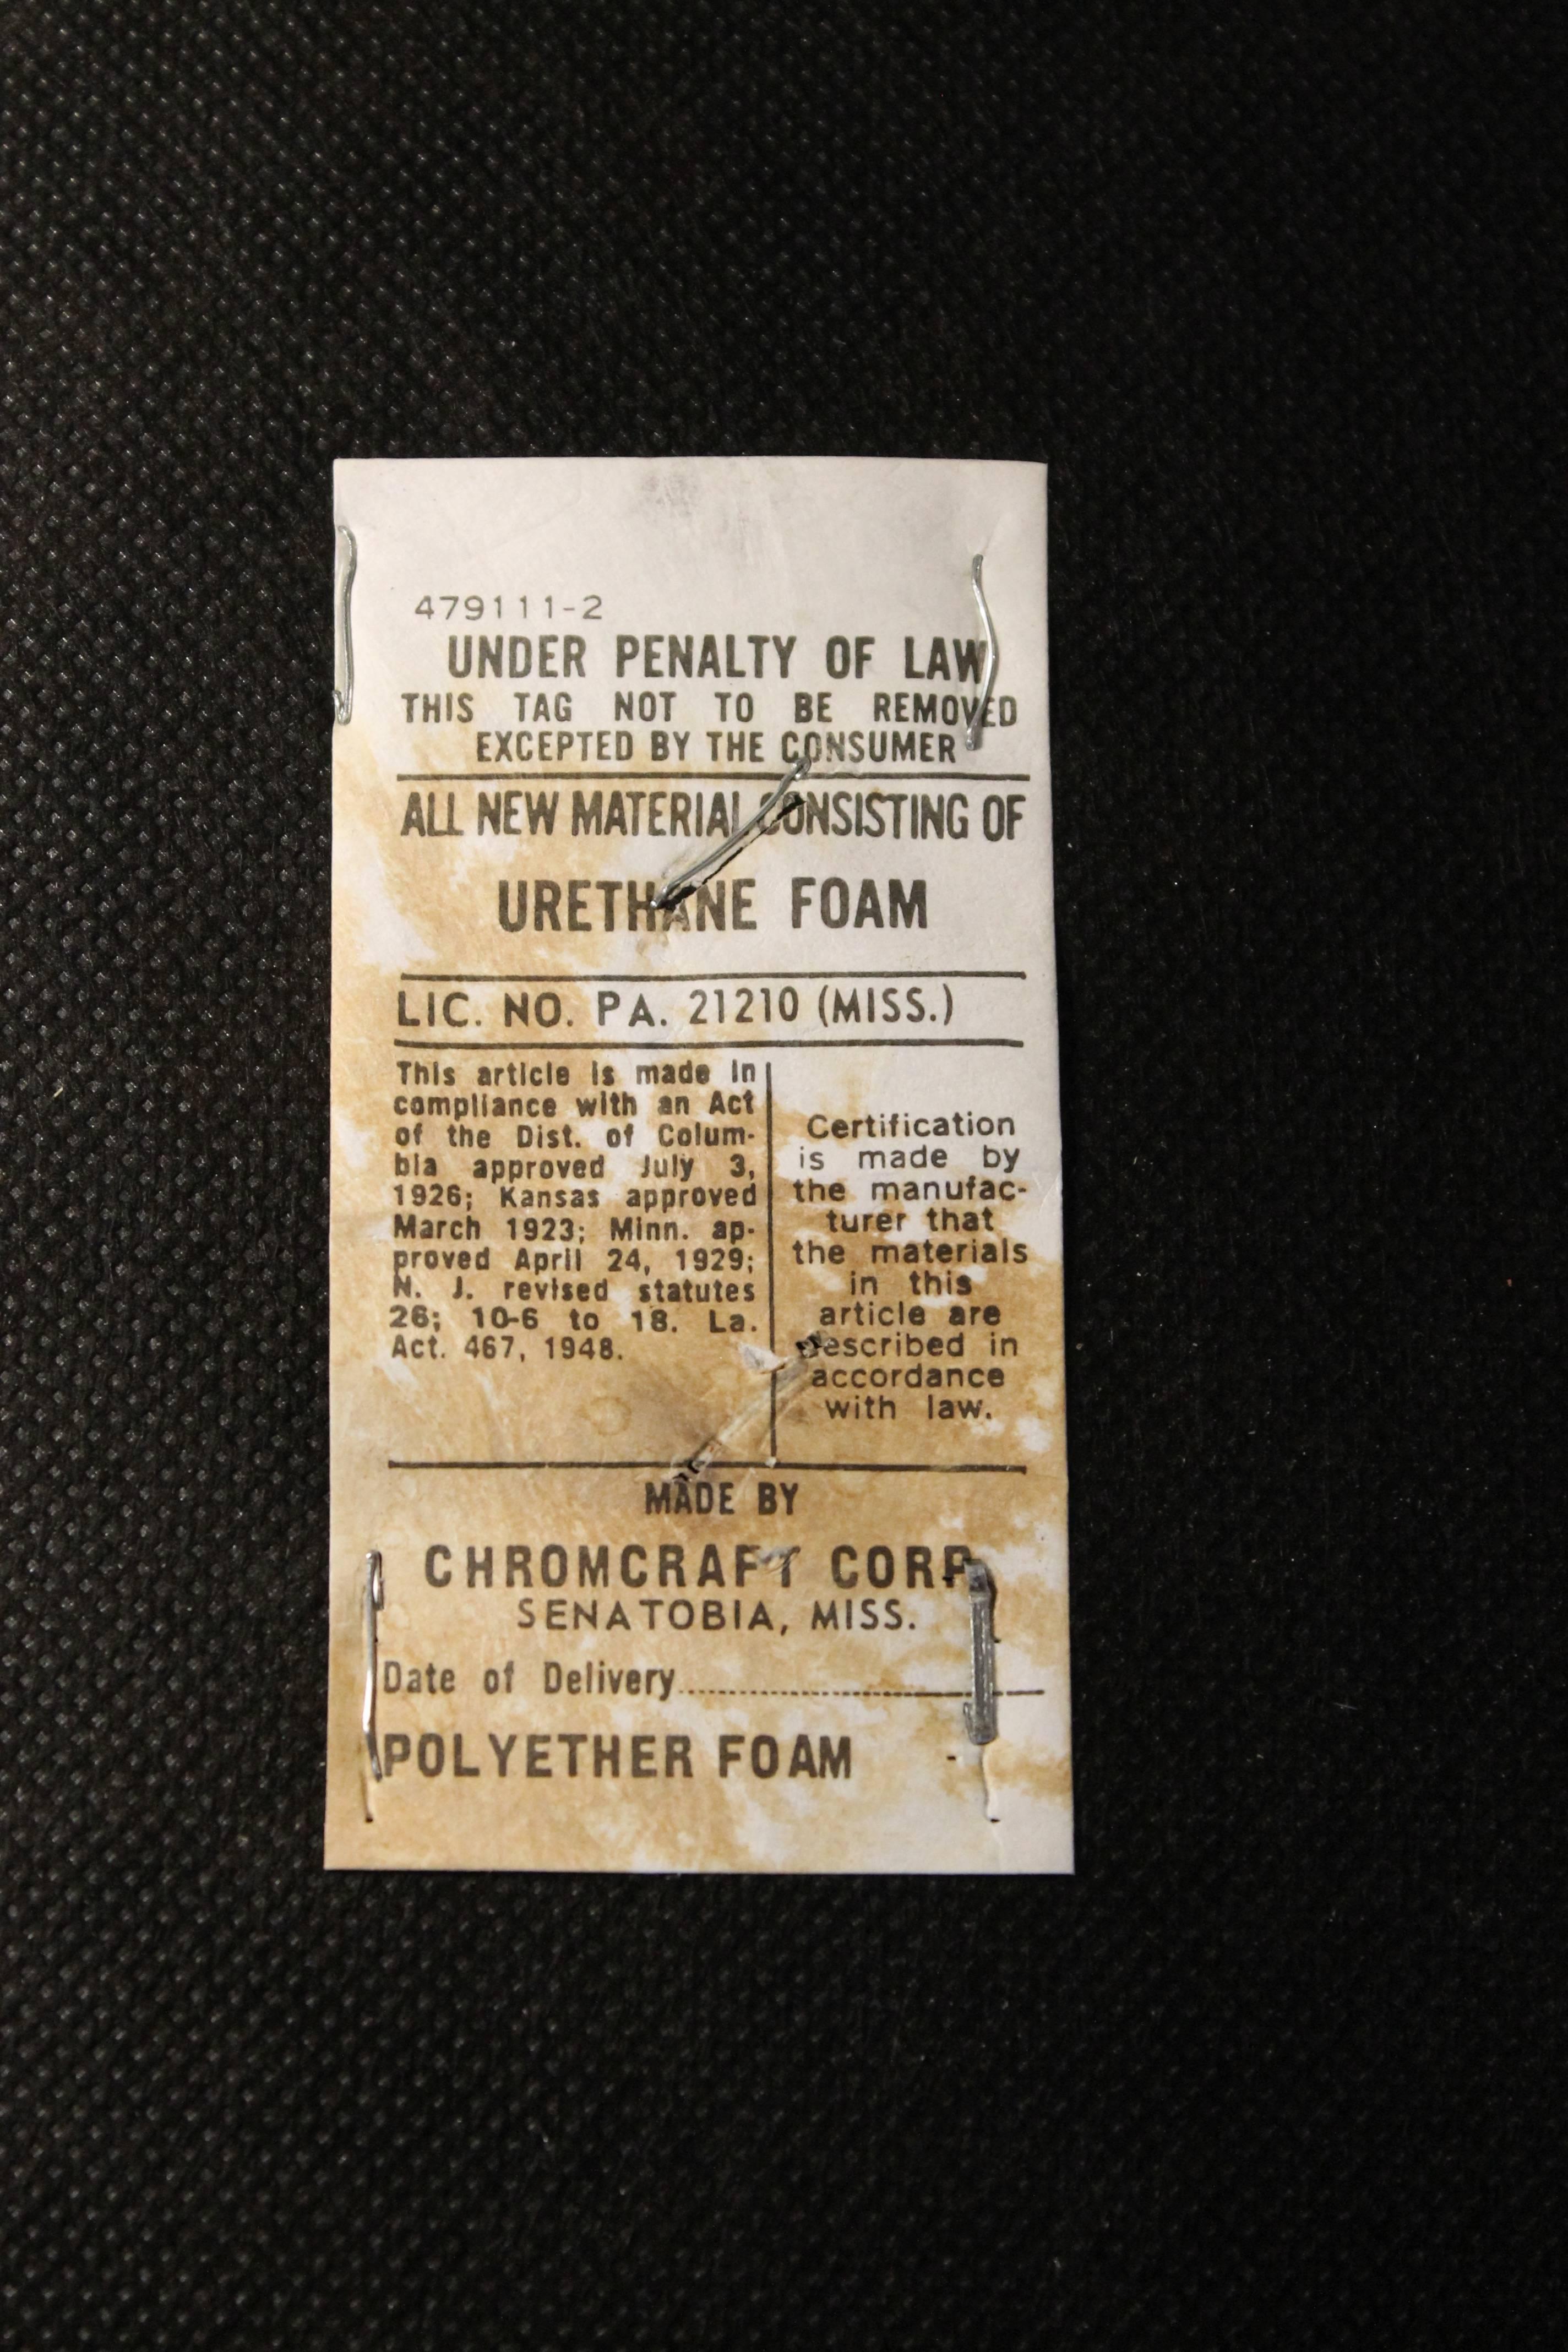 479111-2
UNDER PENALTY OF LAW
THIS TAG NOT TO BE REMOVED
EXCEPTED BY THE CONSUMER
ALL NEW MATERIAL CONSISTING OF
URETHANE FOAM
LIC. NO. PA. 21210 (MISS.)
This article is made in
compliance with an Act
of the Dist. of Colum-
bia approved July 3,
1926; Kansas approved
March 1923; Minn. ap-
proved April 24, 1929;
N. J. revised statutes
26; 10-6 to 18. La.
Act. 467, 1948.
Certification
is made by
the manufac-
turer that
the materials
in this
article are
described in
accordance
with law.
MADE BY
CHROMCRAFT CORP.
SENATOBIA, MISS.
Date of Delivery
POLYETHER FOAM